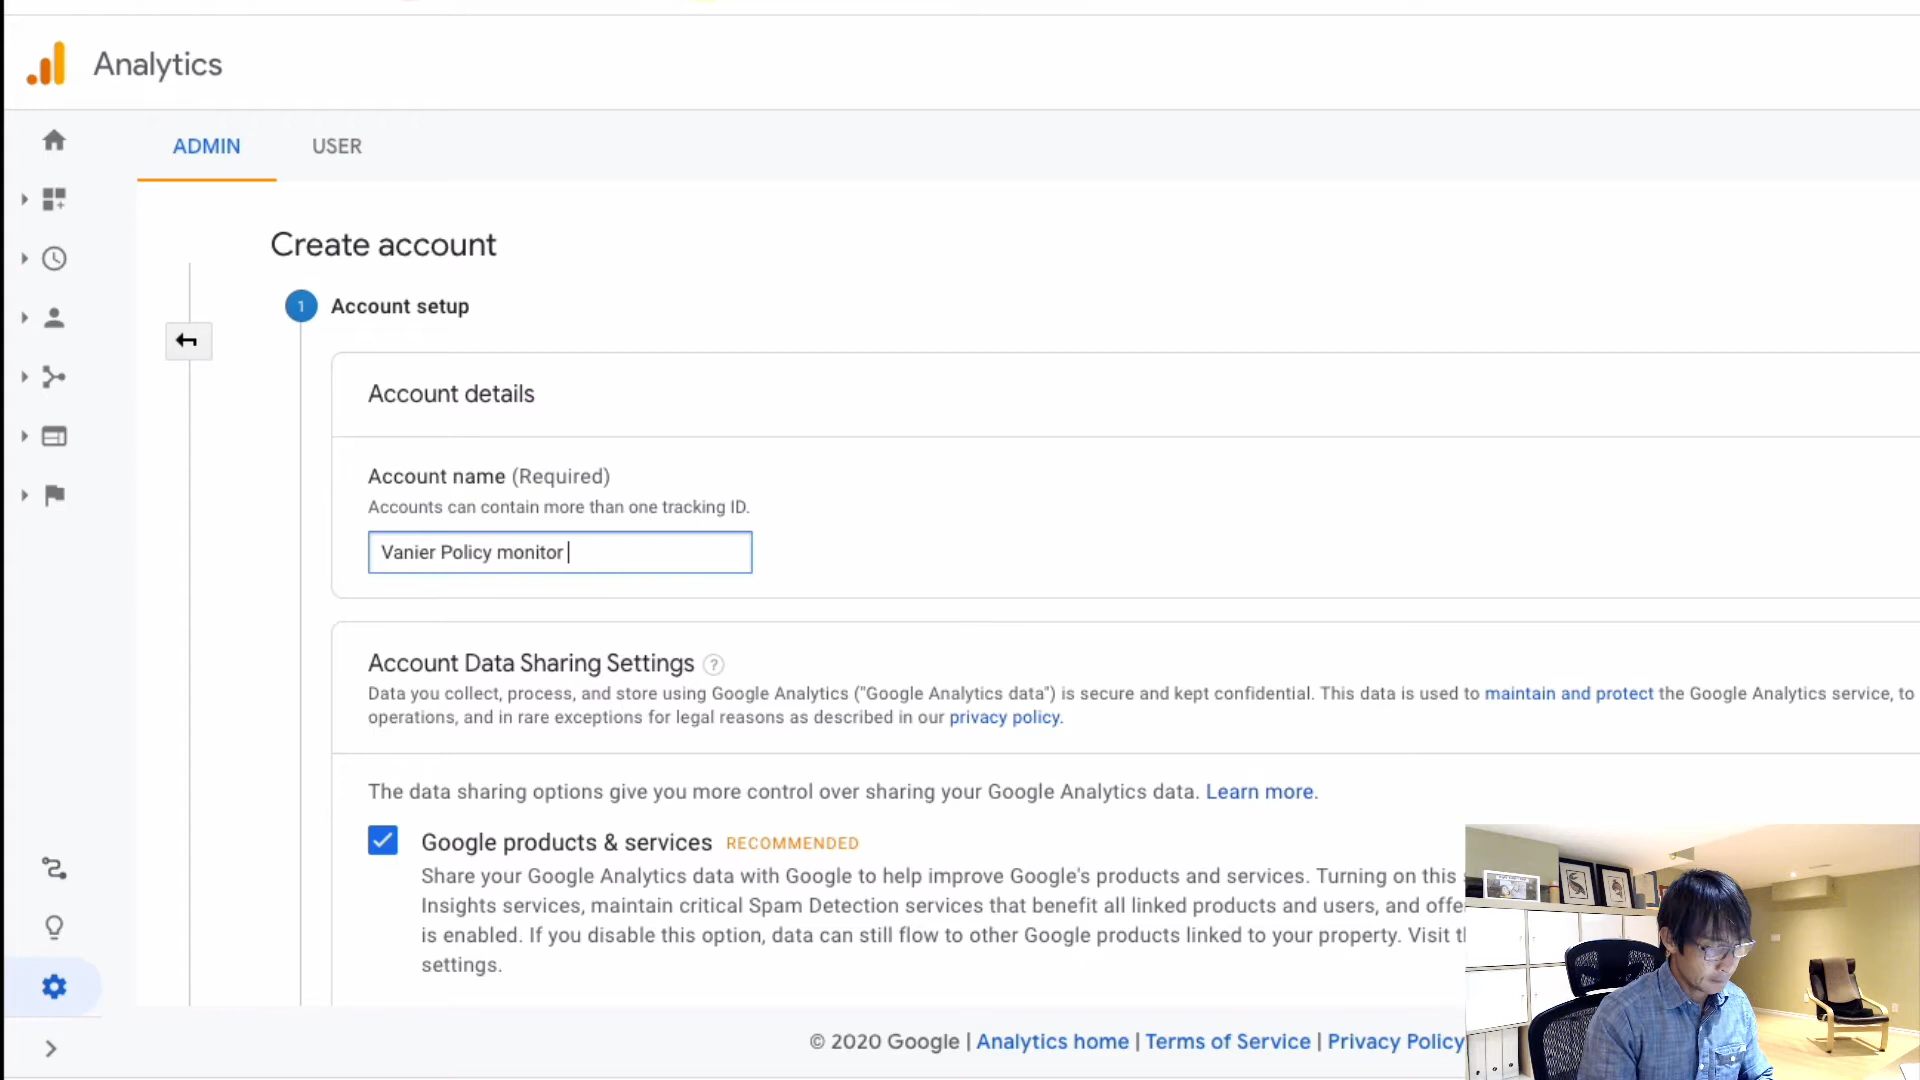 Analytics
ADMIN
USER
Create account
1
Account setup
Account details
Account name (Required)
Accounts can contain more than one tracking ID.
Vanier Policy monitor
Account Data Sharing Settings ?
Data you collect, process, and store using Google Analytics ("Google Analytics data") is secure and kept confidential. This data is used to maintain and protect the Google Analytics service, to
operations, and in rare exceptions for legal reasons as described in our privacy policy.
The data sharing options give you more control over sharing your Google Analytics data. Learn more.
Google products & services RECOMMENDED
Share your Google Analytics data with Google to help improve Google's products and services. Turning on this
Insights services, maintain critical Spam Detection services that benefit all linked products and users, and offe
is enabled. If you disable this option, data can still flow to other Google products linked to your property. Visit
settings.
© 2020 Google | Analytics home | Terms of Service | Privacy Policy